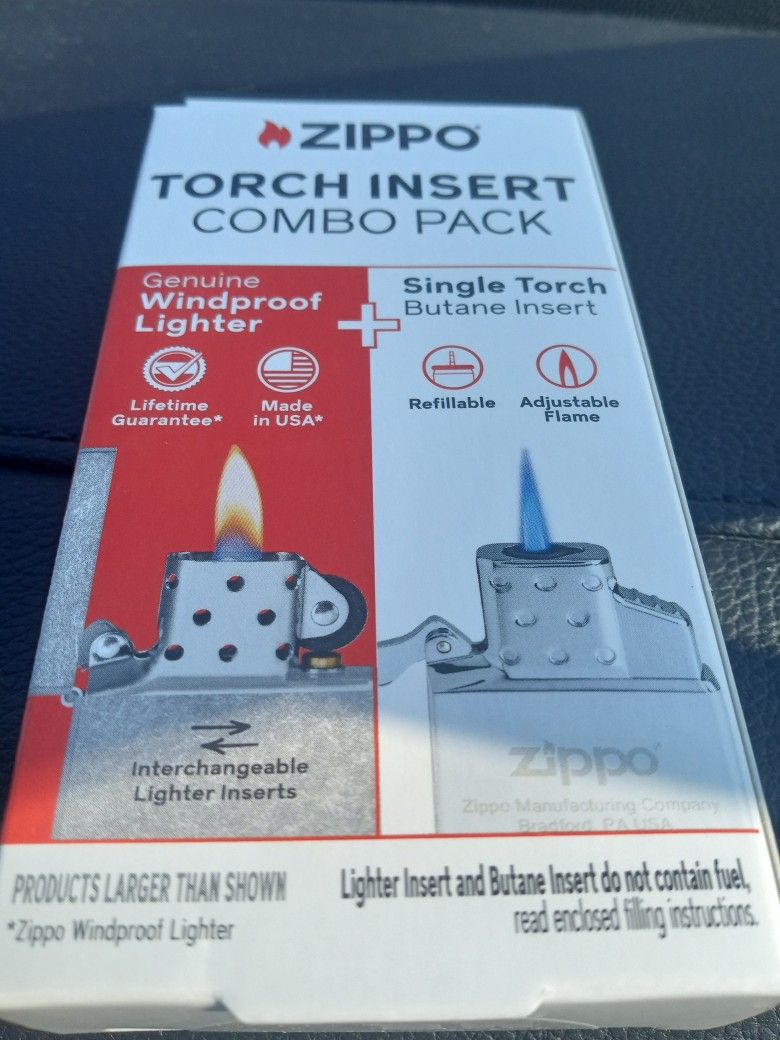 ZIPPO
TORCH INSERT
COMBO PACK
Genuine
Windproof
Lighter
Lifetime
Guarantee*
Made
in USA*
Single Torch
Butane Insert
Refillable
Adjustable
Flame
Interchangeable
Lighter Inserts
zippo
Zippo Manufacturing Company
Bradford, PA USA
PRODUCTS LARGER THAN SHOWN
*Zippo Windproof Lighter
Lighter Insert and Butane Insert do not contain fuel,
read enclosed filling instructions.